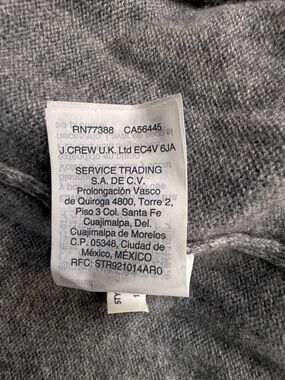 RN77388 CA56445
J.CREW U.K. Ltd EC4V 6JA
SERVICE TRADING
S.A. DE C.V.
Prolongación Vasco
de Quiroga 4800, Torre 2,
Piso 3 Col. Santa Fe
Cuajimalpa, Del.
Cuajimalpa de Morelos
C.P. 05348, Ciudad de
México, MÉXICO
RFC: STR921014AR0